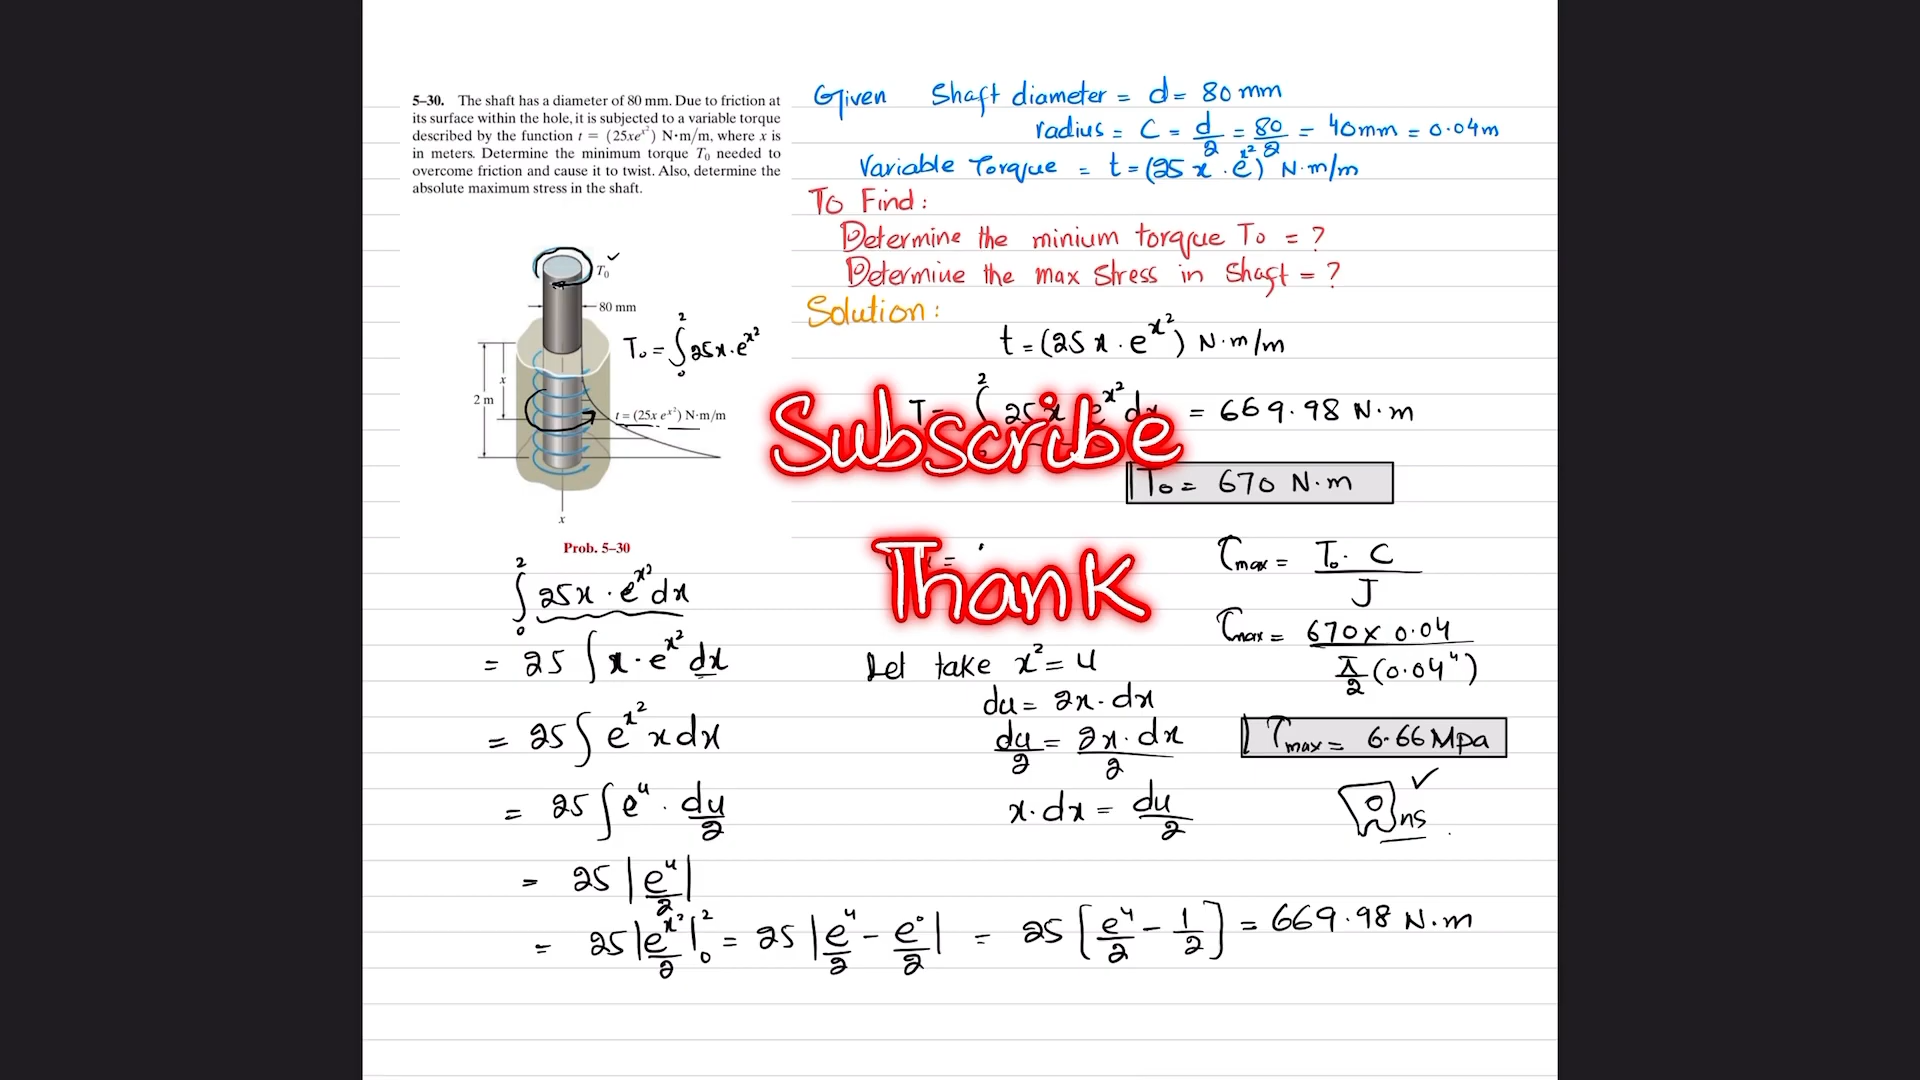 5–30. The shaft has a diameter of 80 mm. Due to friction at
its surface within the hole, it is subjected to a variable torque
described by the function t = (25xe^x²) N·m/m, where x is
in meters. Determine the minimum torque T₀ needed to
overcome friction and cause it to twist. Also, determine the
absolute maximum stress in the shaft.
T₀
80 mm
T₀ = ∫₀² 25x·e^x²
x
2 m
t = (25x e^x²) N·m/m
x
Prob. 5–30
∫₀² 25x · e^x² dx
= 25 ∫ x · e^x² dx
= 25 ∫ e^x² x dx
= 25 ∫ e^u · du/2
= 25 |e^u/2|
= 25 |e^x²/2|₀² = 25 |e⁴/2 - e⁰/2| = 25 [e⁴/2 - 1/2] = 669.98 N·m
Given Shaft diameter = d = 80 mm
radius = C = d/2 = 80/2 = 40mm = 0.04m
Variable Torque = t = (25 x · e^x²) N·m/m
To Find :
Determine the minium torque To = ?
Determine the max stress in shaft = ?
Solution :
t = (25 x · e^x²) N·m/m
T = ∫² 25 x e^x² dx = 669.98 N·m
Subscribe
To = 670 N·m
Thank
τmax = To · C / J
τmax = 670 x 0.04 / π/2 (0.04⁴)
Let take x² = u
du = 2x · dx
du/2 = 2x · dx/2
x · dx = du/2
τmax = 6.66 Mpa
Ans